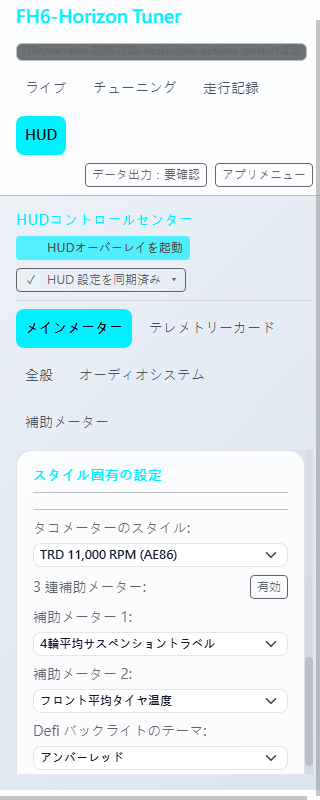 FH6-Horizon Tuner
ライブ
チューニング
走行記録
HUD
データ出力：要確認
アプリメニュー
HUDコントロールセンター
HUDオーバーレイを起動
✓ HUD 設定を同期済み
メインメーター
テレメトリーカード
全般
オーディオシステム
補助メーター
スタイル固有の設定
タコメーターのスタイル:
TRD 11,000 RPM (AE86)
3 連補助メーター:
有効
補助メーター 1:
4輪平均サスペンショントラベル
補助メーター 2:
フロント平均タイヤ温度
Defi バックライトのテーマ:
アンバーレッド